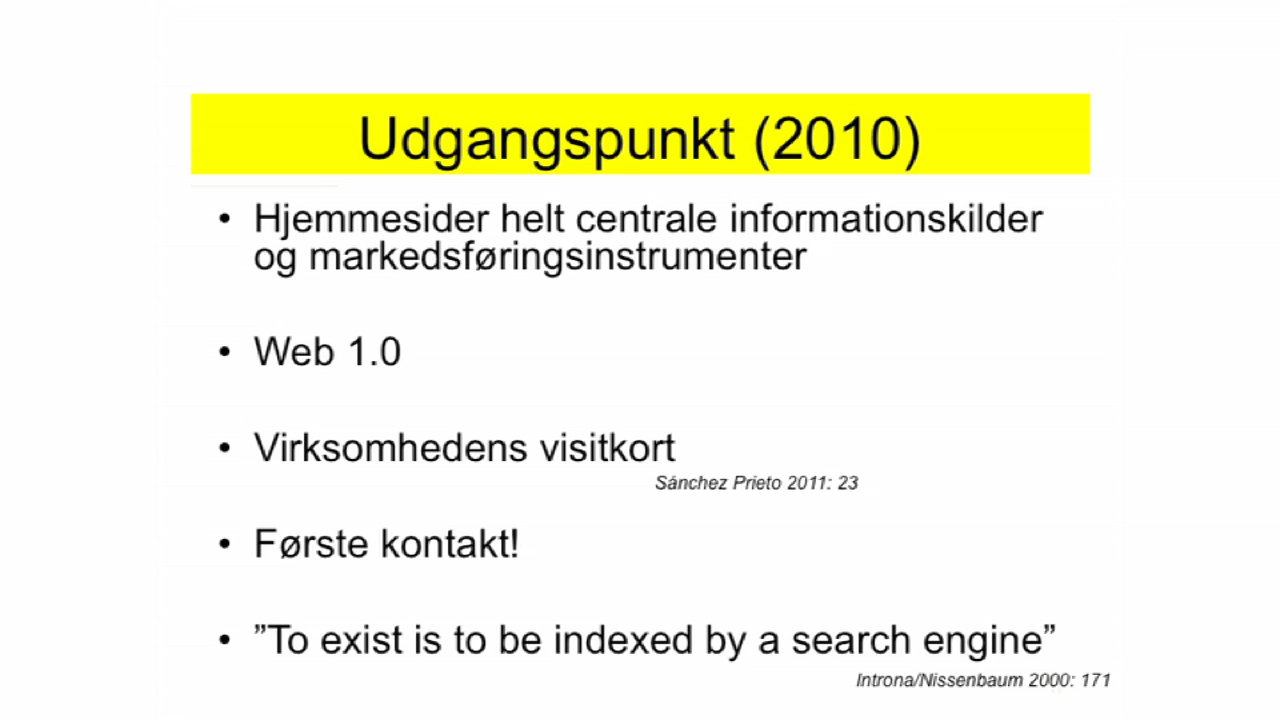 Udgangspunkt (2010)
• Hjemmesider helt centrale informationskilder
og markedsføringsinstrumenter
• Web 1.0
• Virksomhedens visitkort
Sánchez Prieto 2011: 23
• Første kontakt!
• ”To exist is to be indexed by a search engine”
Introna/Nissenbaum 2000: 171